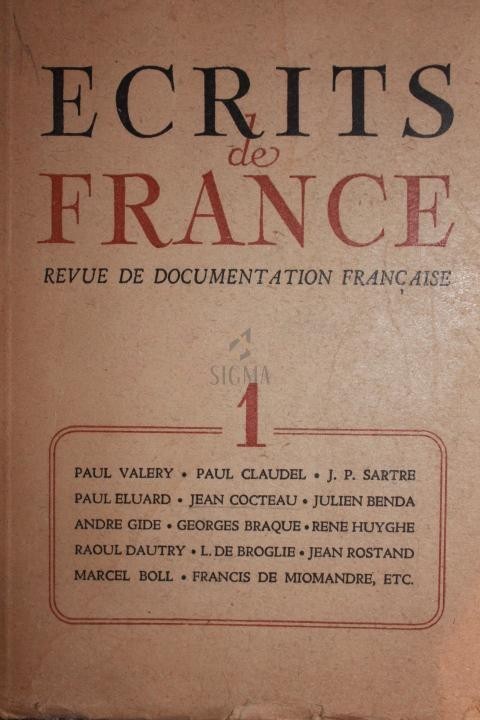 ECRITS
de
FRANCE
REVUE DE DOCUMENTATION FRANÇAISE
SIGMA
1
PAUL VALERY • PAUL CLAUDEL • J. P. SARTRE
PAUL ELUARD • JEAN COCTEAU • JULIEN BENDA
ANDRE GIDE • GEORGES BRAQUE • RENE HUYGHE
RAOUL DAUTRY • L. DE BROGLIE • JEAN ROSTAND
MARCEL BOLL • FRANCIS DE MIOMANDRE, ETC.